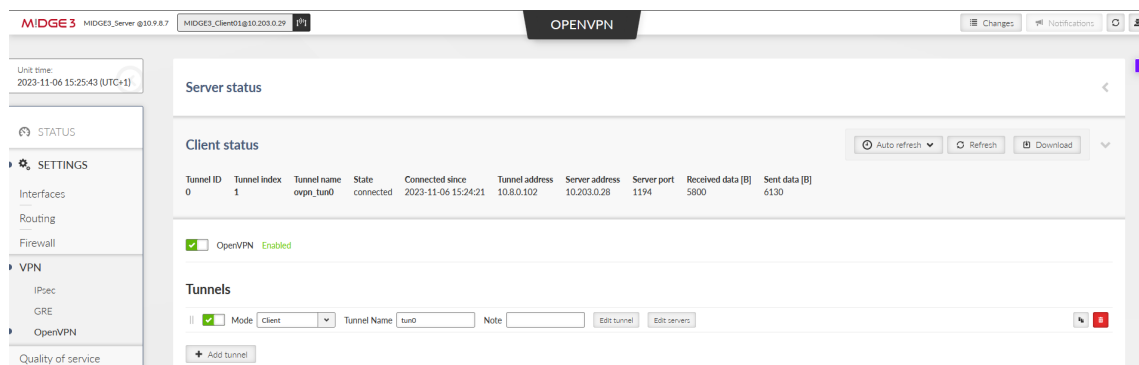 M!DGE 3 MIDGE3_Server @10.9.8.7 MIDGE3_Client01@10.203.0.29 OPENVPN Changes Notifications
Unit time:
2023-11-06 15:25:43 (UTC+1)
STATUS
SETTINGS
Interfaces
Routing
Firewall
VPN
IPsec
GRE
OpenVPN
Quality of service
Server status
Client status Auto refresh Refresh Download
Tunnel ID Tunnel index Tunnel name State Connected since Tunnel address Server address Server port Received data [B] Sent data [B]
0 1 ovpn_tun0 connected 2023-11-06 15:24:21 10.8.0.102 10.203.0.28 1194 5800 6130
OpenVPN Enabled
Tunnels
Mode Client Tunnel Name tun0 Note Edit tunnel Edit servers
+ Add tunnel